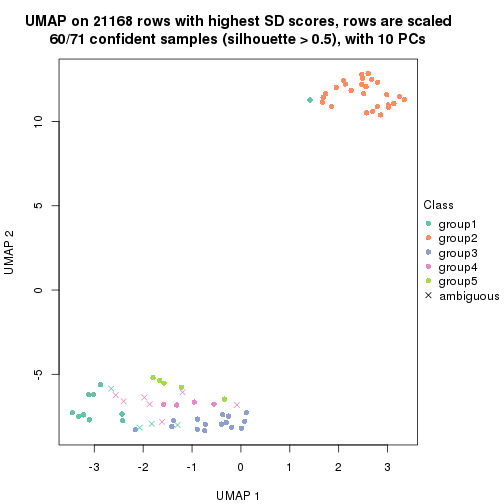 UMAP on 21168 rows with highest SD scores, rows are scaled
60/71 confident samples (silhouette > 0.5), with 10 PCs
10
5
0
-5
UMAP 2
-3
-2
-1
0
1
2
3
UMAP 1
Class
group1
group2
group3
group4
group5
ambiguous